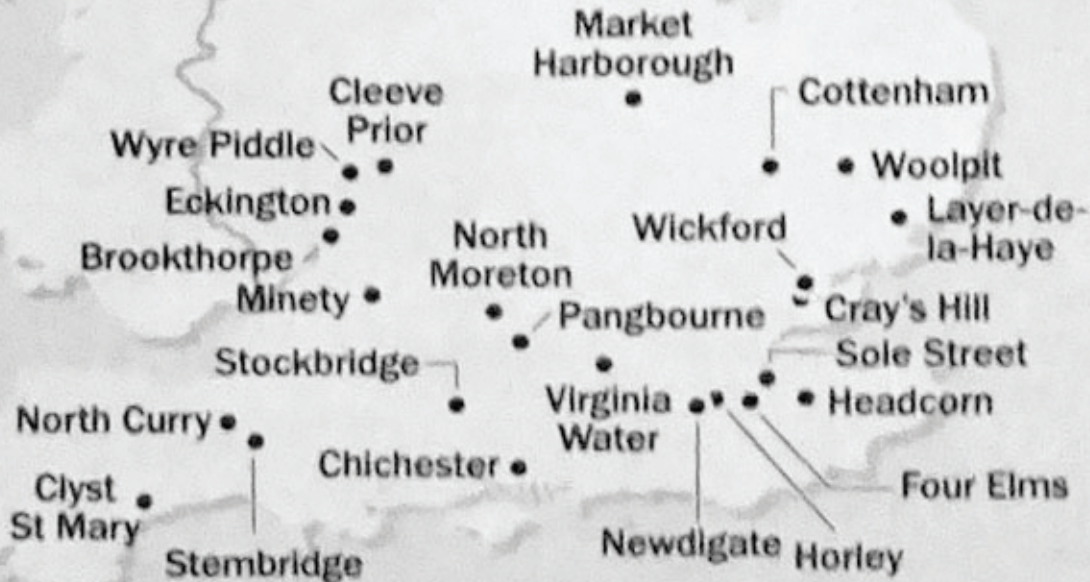 Market
Harborough
Cleeve
Prior
Cottenham
Wyre Piddle
Woolpit
Eckington
Layer-de-
la-Haye
Wickford
North
Moreton
Brookthorpe
Minety
Cray's Hill
Pangbourne
Sole Street
Stockbridge
Virginia
Water
Headcorn
North Curry
Chichester
Four Elms
Clyst
St Mary
Newdigate
Horley
Stembridge